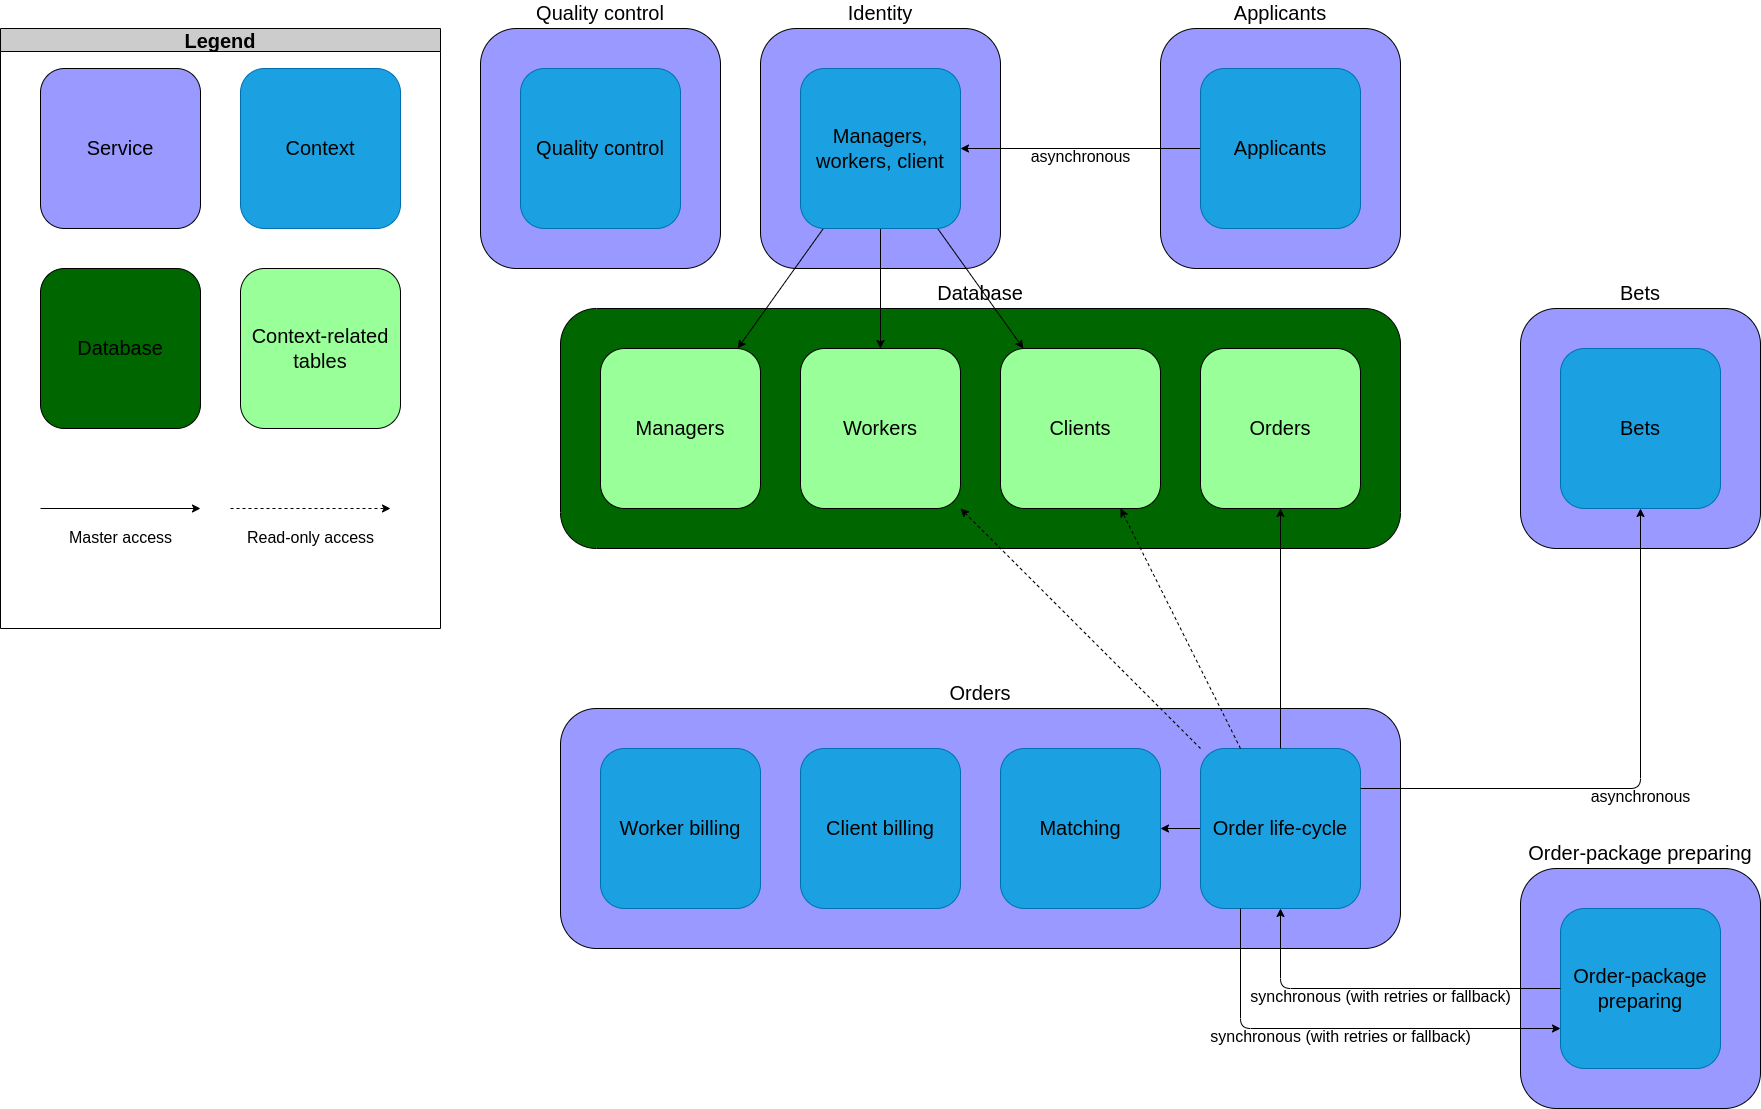 Legend
Service
Context
Database
Context-related
tables
Master access
Read-only access
Quality control
Identity
Applicants
Quality control
Managers,
workers, client
asynchronous
Applicants
Database
Managers
Workers
Clients
Orders
Bets
Bets
asynchronous
Orders
Worker billing
Client billing
Matching
Order life-cycle
Order-package preparing
Order-package
preparing
synchronous (with retries or fallback)
synchronous (with retries or fallback)